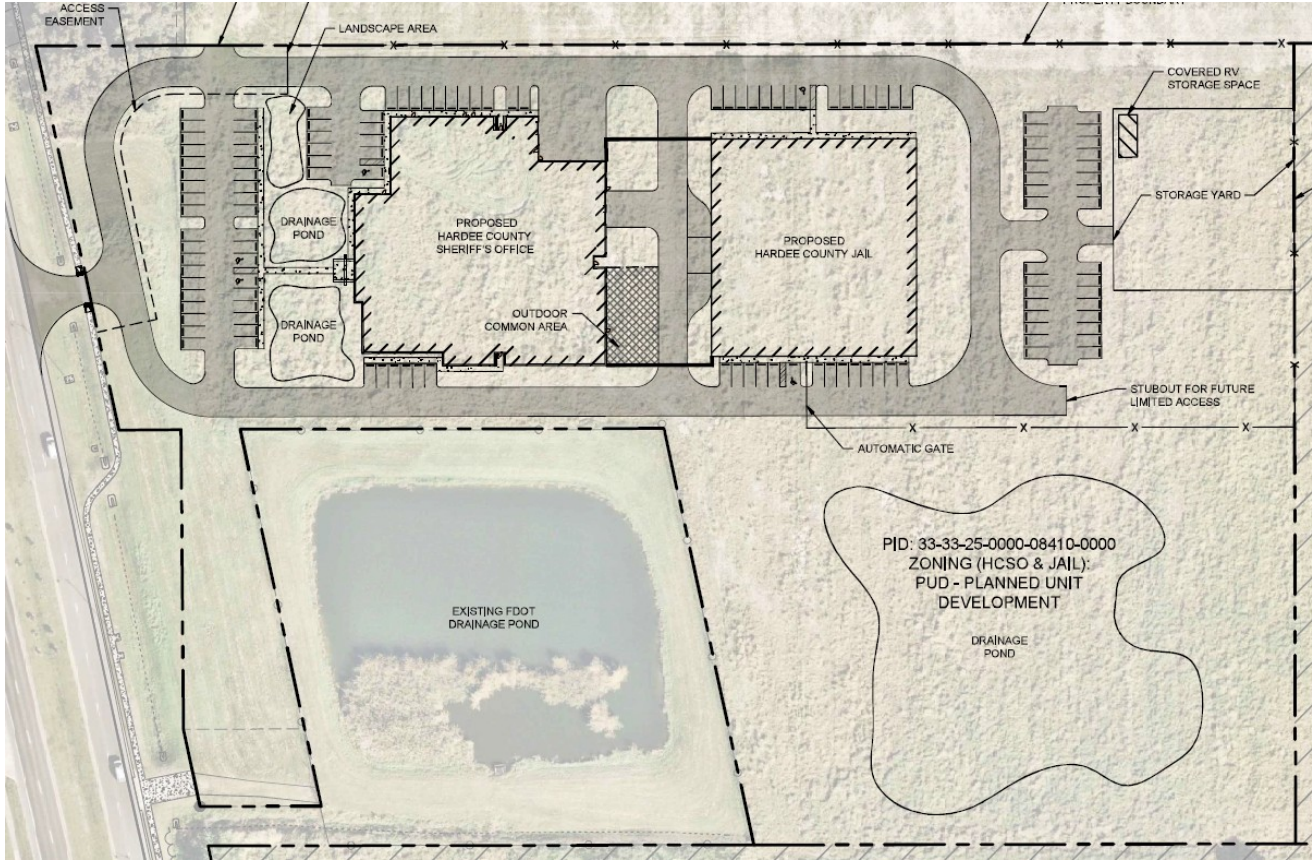 ACCESS
EASEMENT
LANDSCAPE AREA
PROPERTY BOUNDARY
COVERED RV
STORAGE SPACE
STORAGE YARD
DRAINAGE
POND
PROPOSED
HARDEE COUNTY
SHERIFF'S OFFICE
PROPOSED
HARDEE COUNTY JAIL
DRAINAGE
POND
OUTDOOR
COMMON AREA
STUBOUT FOR FUTURE
LIMITED ACCESS
AUTOMATIC GATE
PID: 33-33-25-0000-08410-0000
ZONING (HCSO & JAIL):
PUD - PLANNED UNIT
DEVELOPMENT
DRAINAGE
POND
EXISTING FDOT
DRAINAGE POND